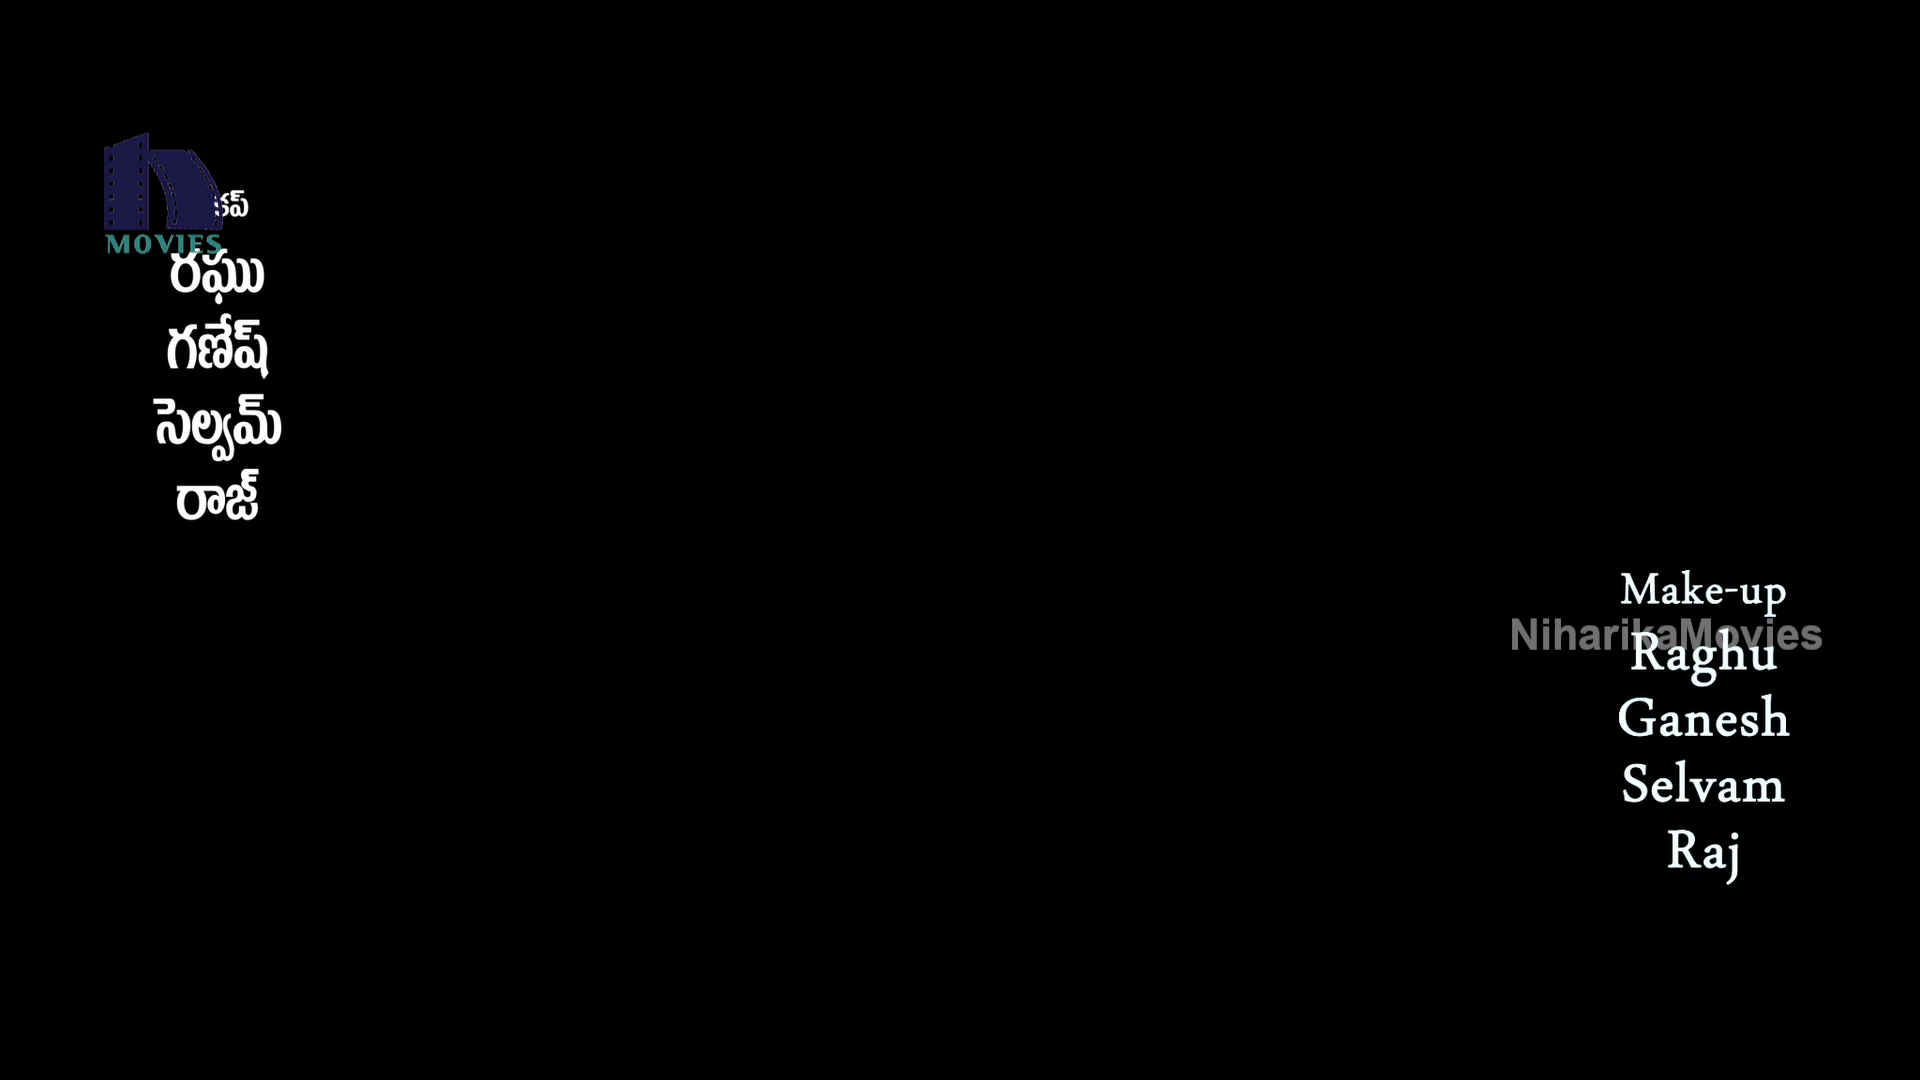 MOVIES
రఘు
గణేష్
సెల్వమ్
రాజ్
Make-up
NiharikaMovies
Raghu
Ganesh
Selvam
Raj